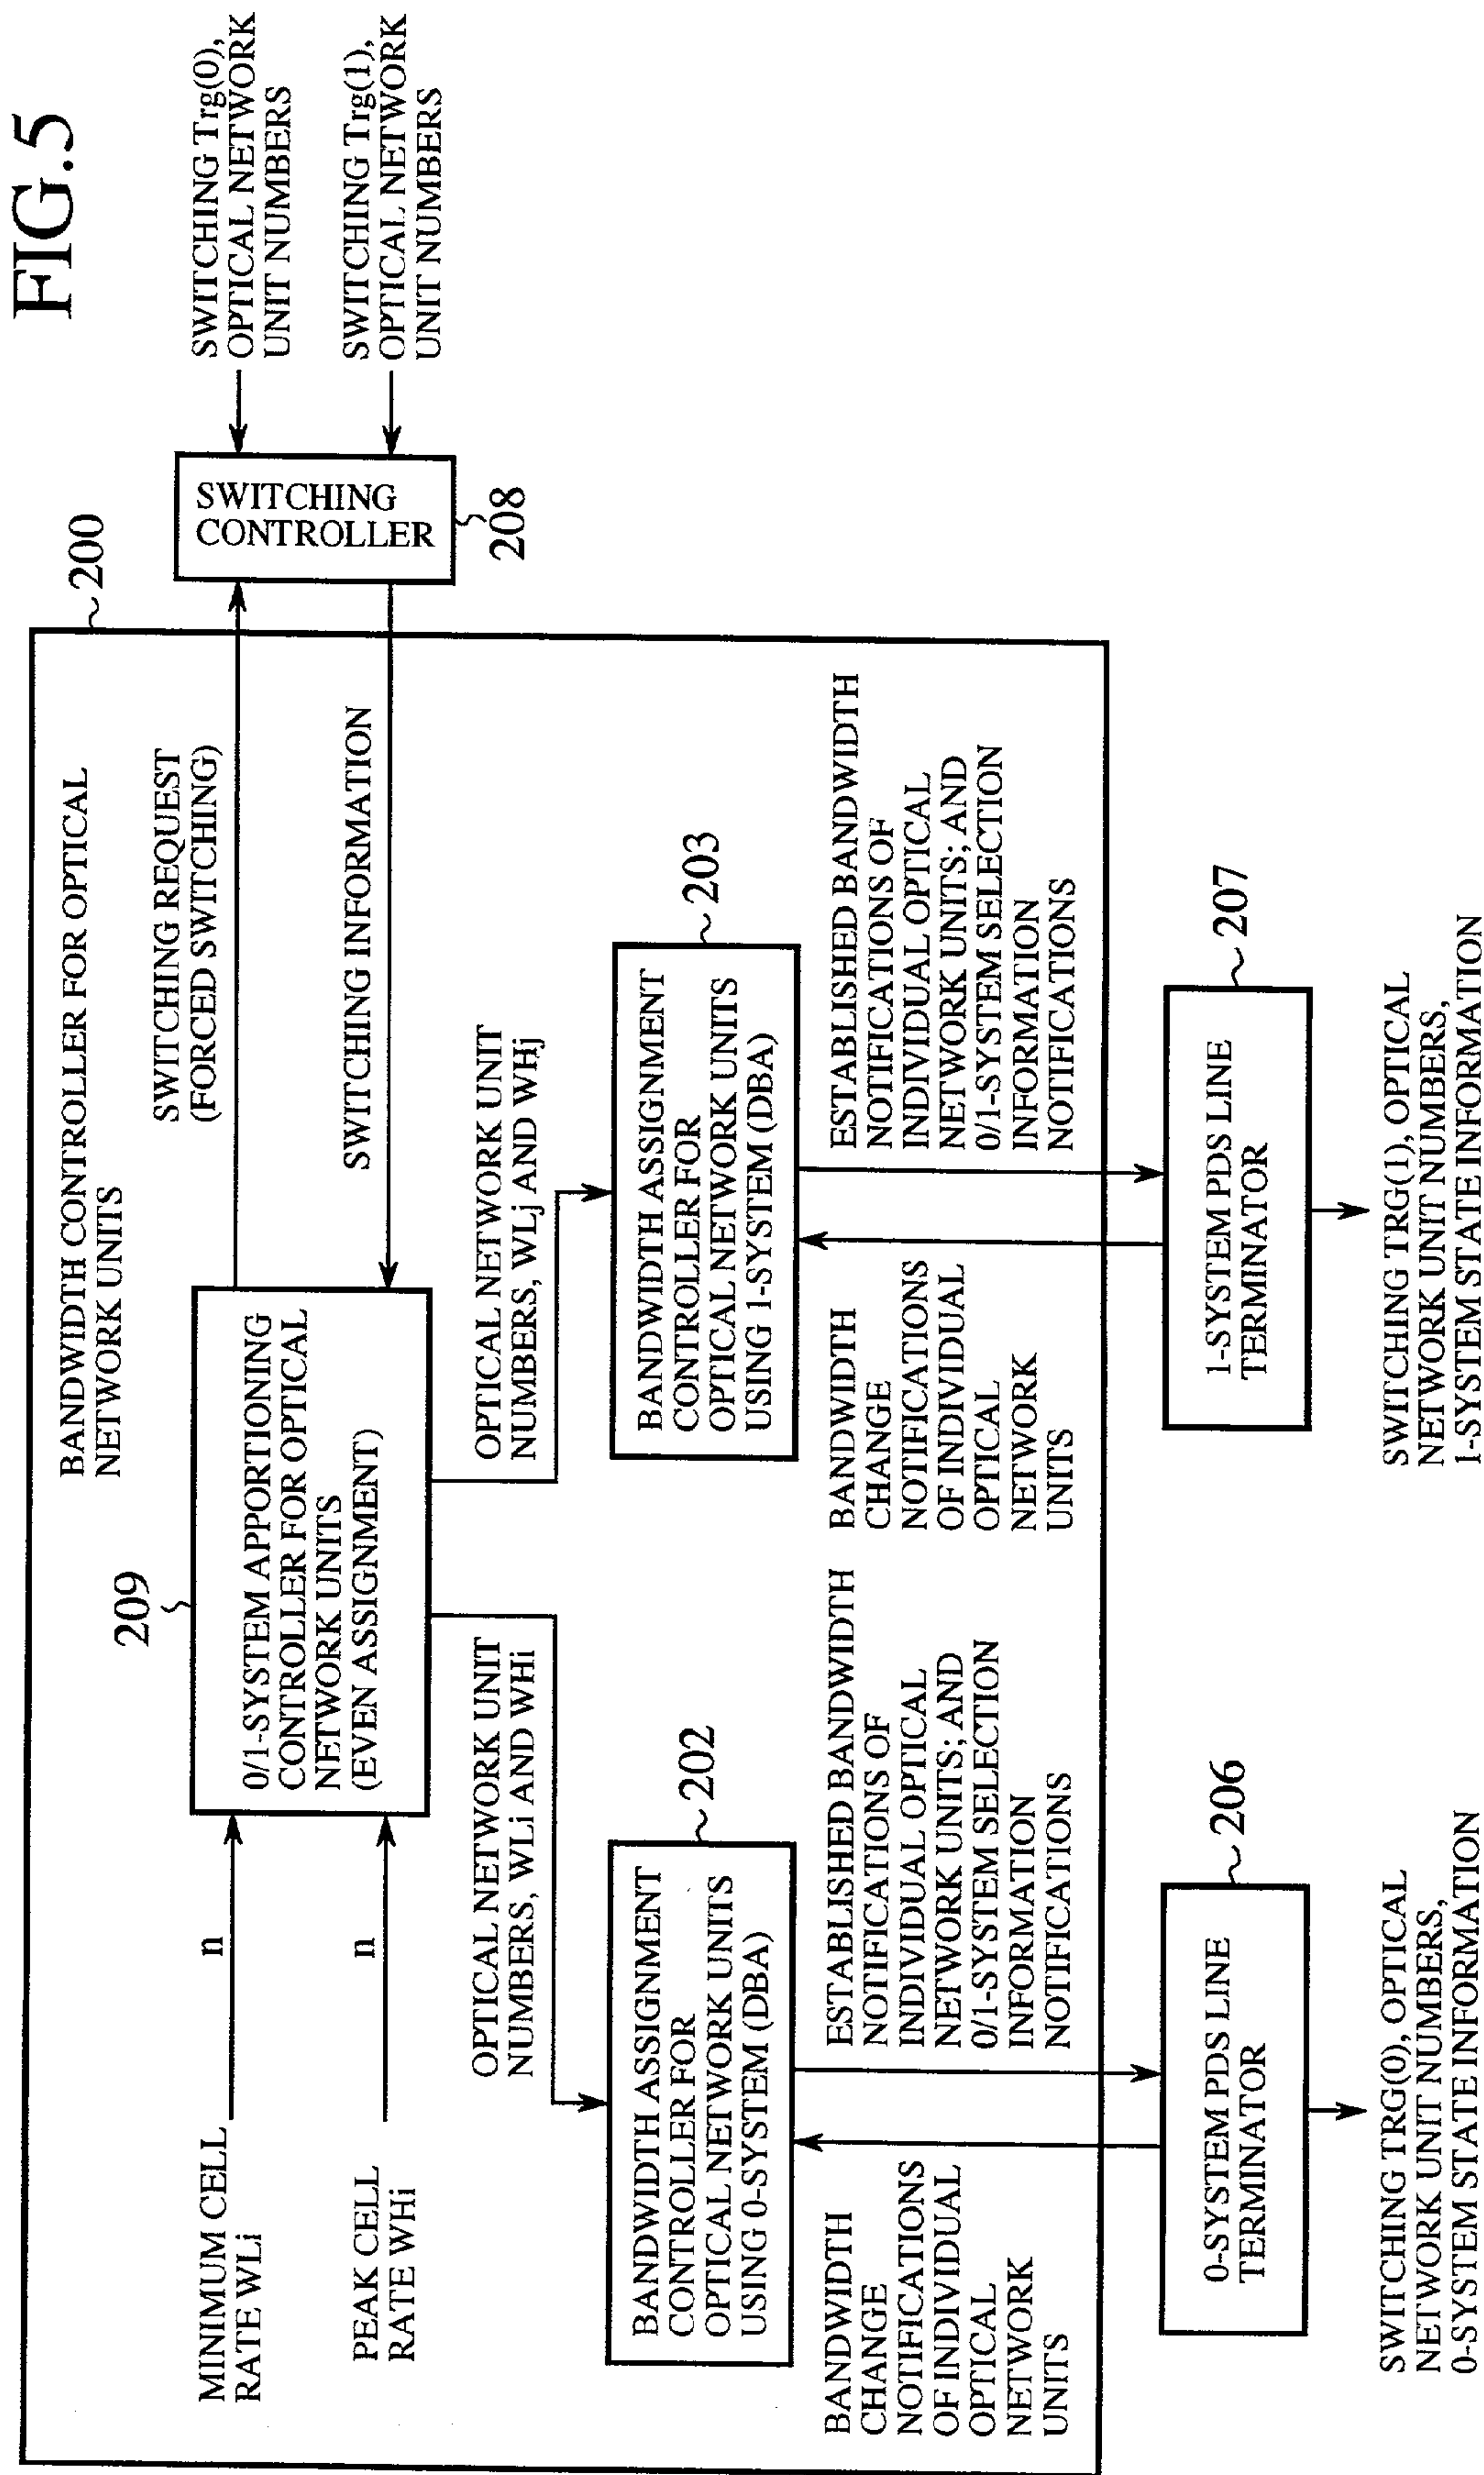 FIG.5
200
BANDWIDTH CONTROLLER FOR OPTICAL
NETWORK UNITS
MINIMUM CELL
RATE WLi
n
PEAK CELL
RATE WHi
n
209
0/1-SYSTEM APPORTIONING
CONTROLLER FOR OPTICAL
NETWORK UNITS
(EVEN ASSIGNMENT)
SWITCHING REQUEST
(FORCED SWITCHING)
SWITCHING INFORMATION
SWITCHING
CONTROLLER
208
SWITCHING Trg(0),
OPTICAL NETWORK
UNIT NUMBERS
SWITCHING Trg(1),
OPTICAL NETWORK
UNIT NUMBERS
OPTICAL NETWORK UNIT
NUMBERS, WLi AND WHi
OPTICAL NETWORK UNIT
NUMBERS, WLj AND WHj
202
BANDWIDTH ASSIGNMENT
CONTROLLER FOR
OPTICAL NETWORK UNITS
USING 0-SYSTEM (DBA)
203
BANDWIDTH ASSIGNMENT
CONTROLLER FOR
OPTICAL NETWORK UNITS
USING 1-SYSTEM (DBA)
BANDWIDTH
CHANGE
NOTIFICATIONS
OF INDIVIDUAL
OPTICAL
NETWORK
UNITS
ESTABLISHED BANDWIDTH
NOTIFICATIONS OF
INDIVIDUAL OPTICAL
NETWORK UNITS; AND
0/1-SYSTEM SELECTION
INFORMATION
NOTIFICATIONS
BANDWIDTH
CHANGE
NOTIFICATIONS
OF INDIVIDUAL
OPTICAL
NETWORK
UNITS
ESTABLISHED BANDWIDTH
NOTIFICATIONS OF
INDIVIDUAL OPTICAL
NETWORK UNITS; AND
0/1-SYSTEM SELECTION
INFORMATION
NOTIFICATIONS
206
0-SYSTEM PDS LINE
TERMINATOR
207
1-SYSTEM PDS LINE
TERMINATOR
SWITCHING TRG(0), OPTICAL
NETWORK UNIT NUMBERS,
0-SYSTEM STATE INFORMATION
SWITCHING TRG(1), OPTICAL
NETWORK UNIT NUMBERS,
1-SYSTEM STATE INFORMATION